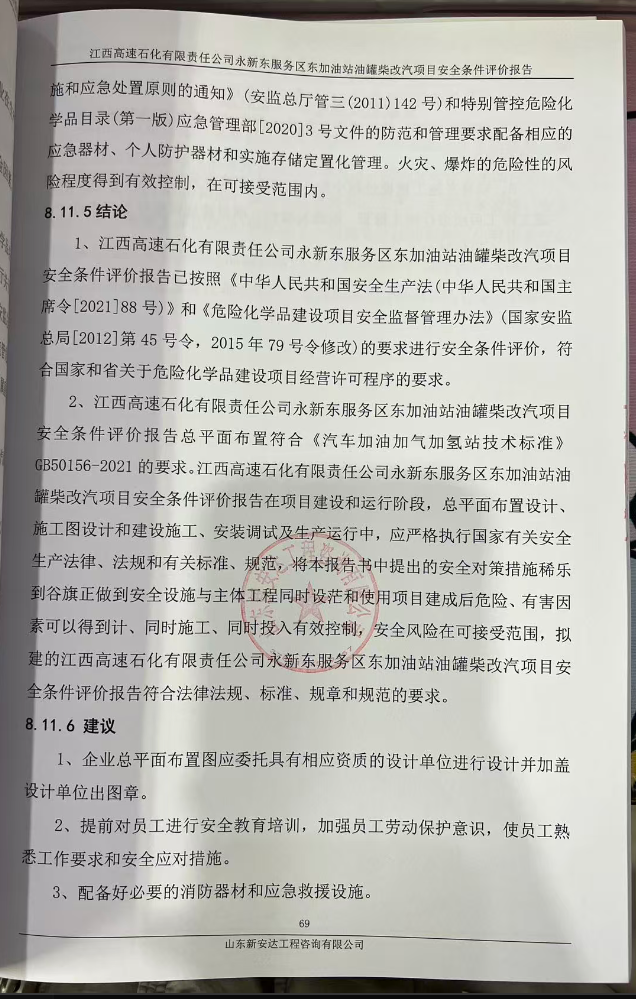 江西高速石化有限责任公司永新东服务区东加油站油罐柴改汽项目安全条件评价报告
施和应急处置原则的通知》(安监总厅管三(2011)142 号)和特别管控危险化
学品目录(第一版)应急管理部[2020]3 号文件的防范和管理要求配备相应的
应急器材、个人防护器材和实施存储定置化管理。火灾、爆炸的危险性的风
险程度得到有效控制，在可接受范围内。
8.11.5 结论
1、江西高速石化有限责任公司永新东服务区东加油站油罐柴改汽项目
安全条件评价报告已按照《中华人民共和国安全生产法(中华人民共和国主
席令[2021]88 号)》和《危险化学品建设项目安全监督管理办法》(国家安监
总局[2012]第 45 号令，2015 年 79 号令修改)的要求进行安全条件评价，符
合国家和省关于危险化学品建设项目经营许可程序的要求。
2、江西高速石化有限责任公司永新东服务区东加油站油罐柴改汽项目
安全条件评价报告总平面布置符合《汽车加油加气加氢站技术标准》
GB50156-2021 的要求。江西高速石化有限责任公司永新东服务区东加油站油
罐柴改汽项目安全条件评价报告在项目建设和运行阶段，总平面布置设计、
施工图设计和建设施工、安装调试及生产运行中，应严格执行国家有关安全
生产法律、法规和有关标准、规范，将本报告书中提出的安全对策措施稀乐
到谷旗正做到安全设施与主体工程同时设茫和使用项目建成后危险、有害因
素可以得到计、同时施工、同时投入有效控制，安全风险在可接受范围，拟
建的江西高速石化有限责任公司永新东服务区东加油站油罐柴改汽项目安
全条件评价报告符合法律法规、标准、规章和规范的要求。
8.11.6 建议
1、企业总平面布置图应委托具有相应资质的设计单位进行设计并加盖
设计单位出图章。
2、提前对员工进行安全教育培训，加强员工劳动保护意识，使员工熟
悉工作要求和安全应对措施。
3、配备好必要的消防器材和应急救援设施。
69
山东新安达工程咨询有限公司